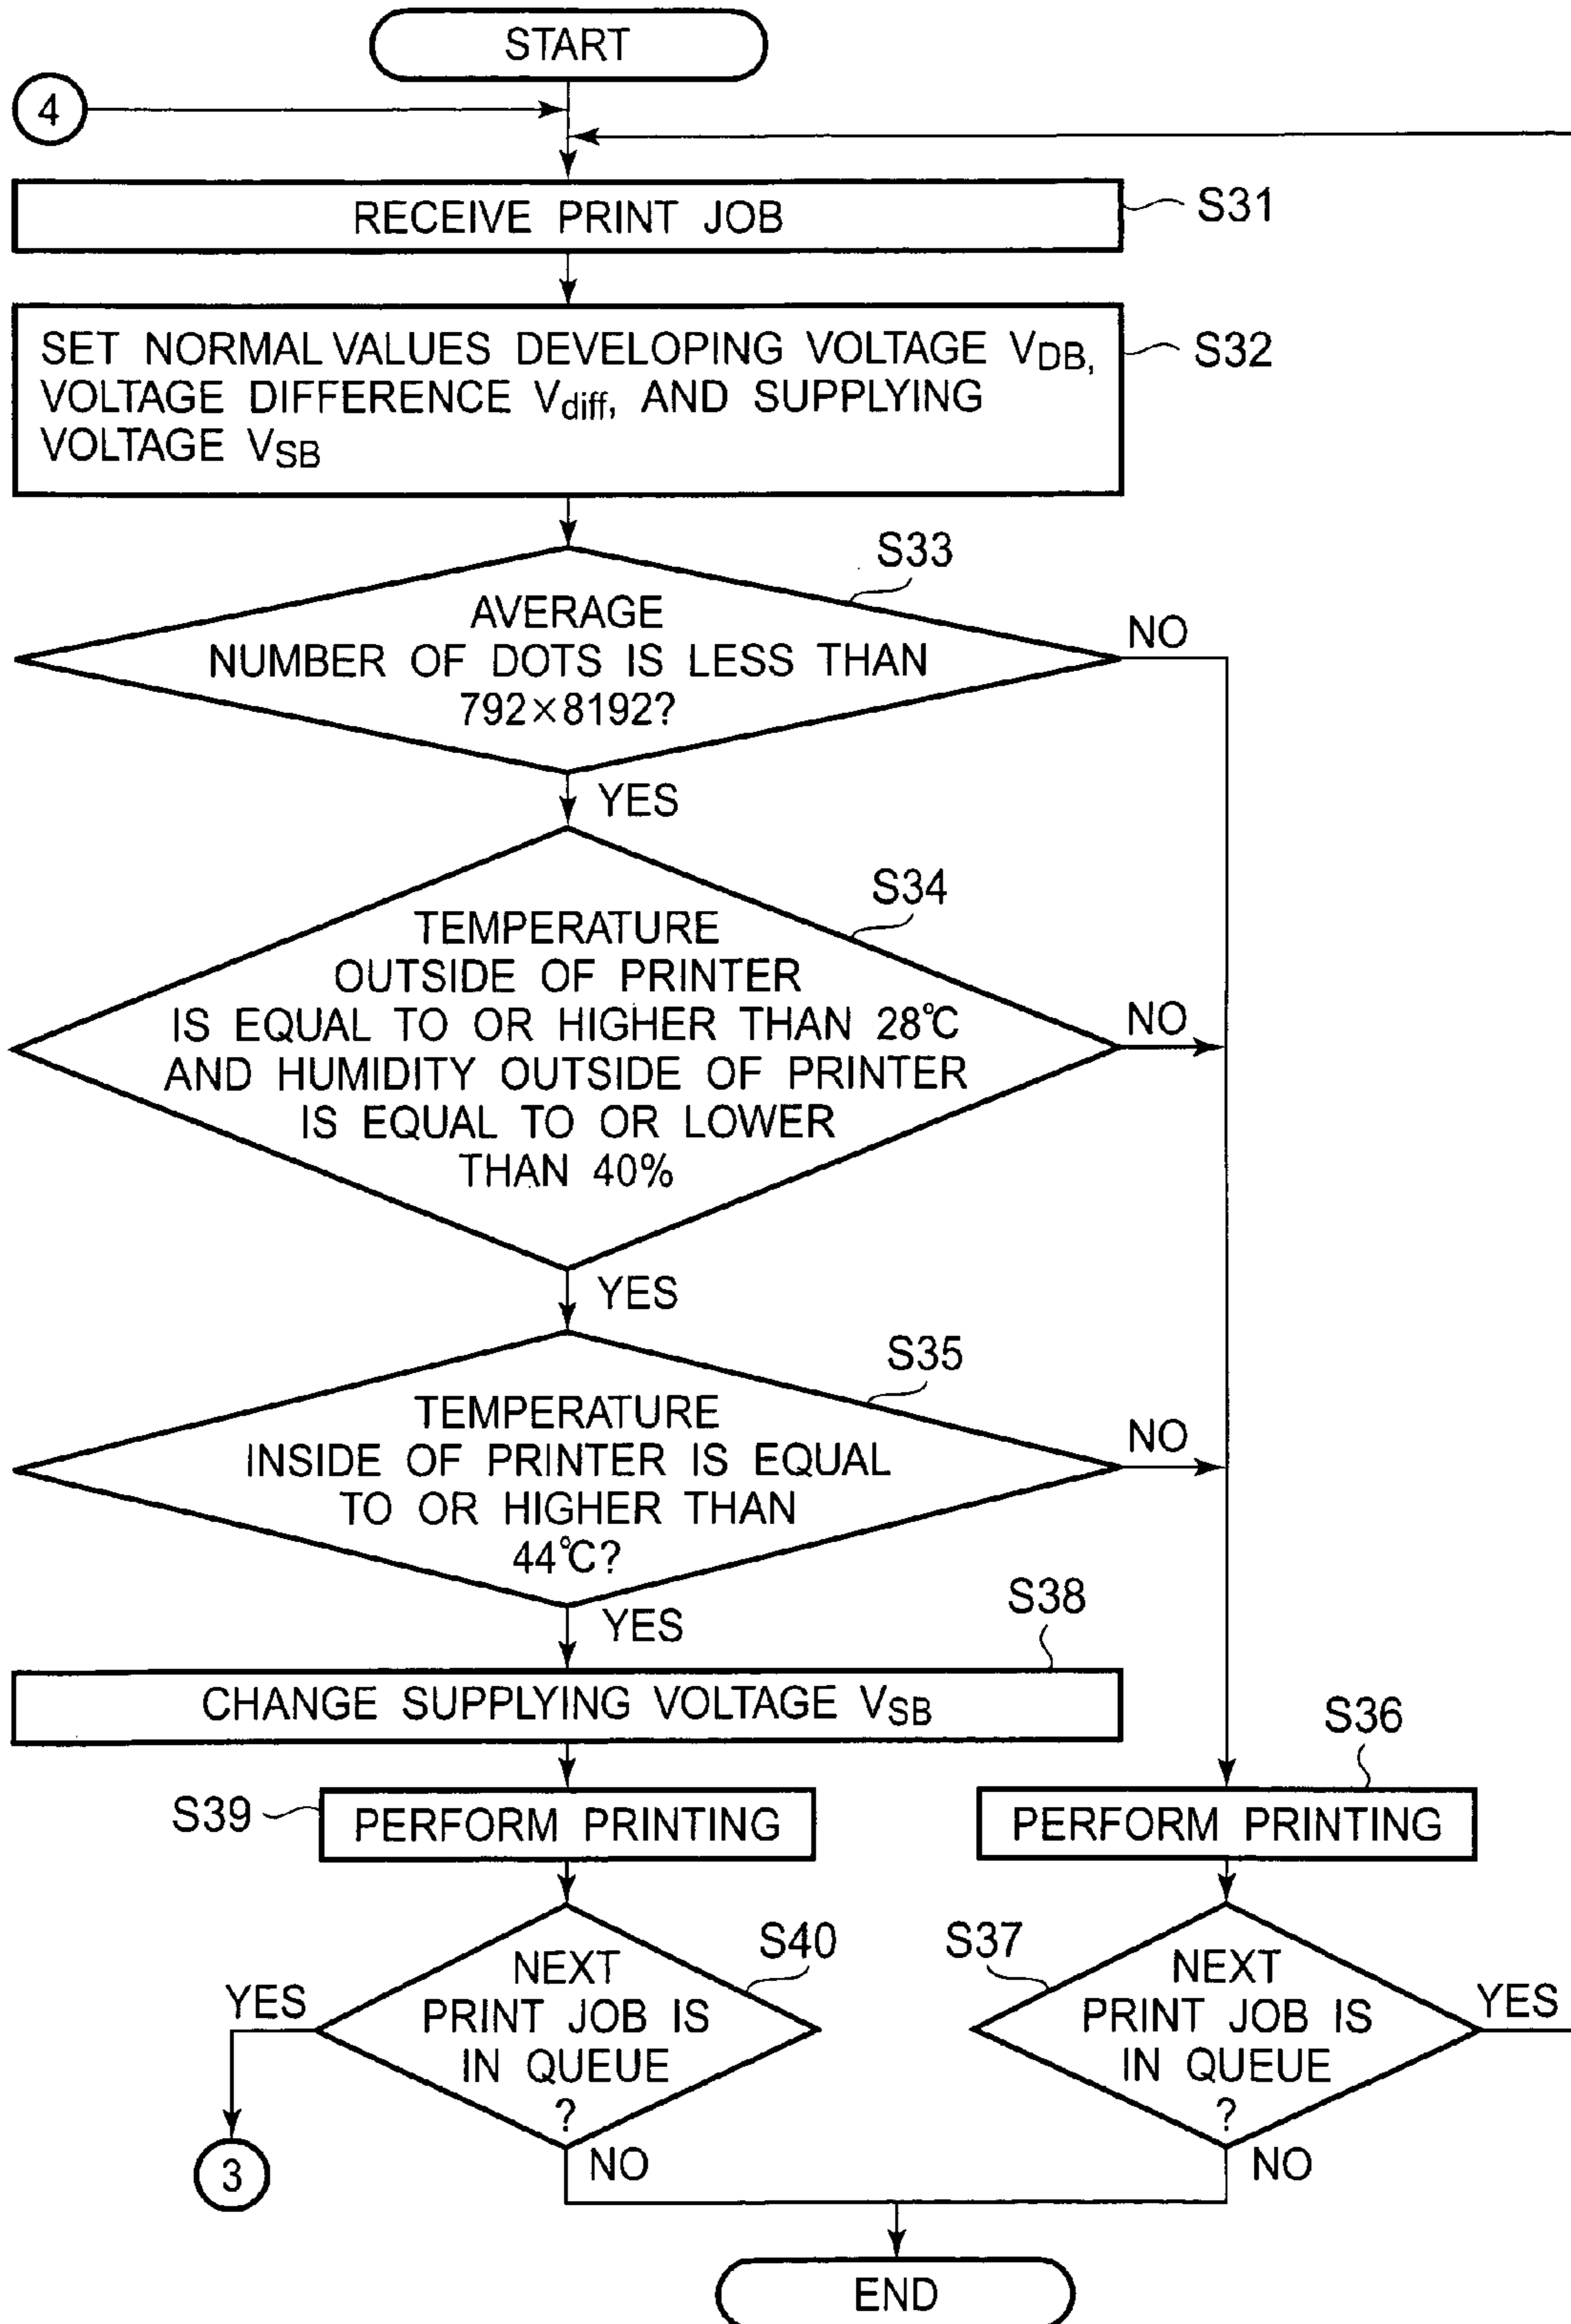 START
4
RECEIVE PRINT JOB
S31
SET NORMAL VALUES DEVELOPING VOLTAGE VDB,
VOLTAGE DIFFERENCE Vdiff, AND SUPPLYING
VOLTAGE VSB
S32
S33
AVERAGE
NUMBER OF DOTS IS LESS THAN
792×8192?
NO
YES
S34
TEMPERATURE
OUTSIDE OF PRINTER
IS EQUAL TO OR HIGHER THAN 28℃
AND HUMIDITY OUTSIDE OF PRINTER
IS EQUAL TO OR LOWER
THAN 40%
NO
YES
S35
TEMPERATURE
INSIDE OF PRINTER IS EQUAL
TO OR HIGHER THAN
44℃?
NO
YES
S38
CHANGE SUPPLYING VOLTAGE VSB
S36
S39
PERFORM PRINTING
PERFORM PRINTING
S40
NEXT
PRINT JOB IS
IN QUEUE
?
YES
NO
3
S37
NEXT
PRINT JOB IS
IN QUEUE
?
YES
NO
END